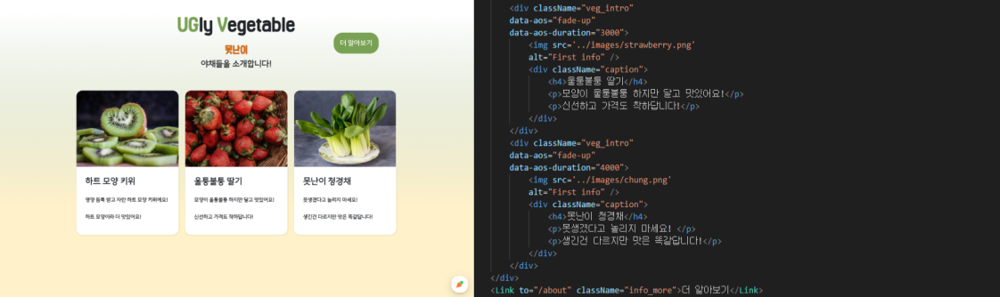 UGly Vegetable
못난이
더 알아보기
야채들을 소개합니다!
하트 모양 키위
영양 듬뿍 받고 자란 하트 모양 키위에요!
하트 모양이라 더 맛있어요!
울퉁불퉁 딸기
모양이 울퉁불퉁 하지만 달고 맛있어요!
신선하고 가격도 착하답니다!
못난이 청경채
못생겼다고 놀리지 마세요!
생긴건 다르지만 맛은 똑같답니다!
<div className="veg_intro"
data-aos="fade-up"
data-aos-duration="3000">
<img src='../images/strawberry.png'
alt="First info" />
<div className="caption">
<h4>울퉁불퉁 딸기</h4>
<p>모양이 울퉁불퉁 하지만 달고 맛있어요!</p>
<p>신선하고 가격도 착하답니다!</p>
</div>
</div>
<div className="veg_intro"
data-aos="fade-up"
data-aos-duration="4000">
<img src='../images/chung.png'
alt="First info" />
<div className="caption">
<h4>못난이 청경채</h4>
<p>못생겼다고 놀리지 마세요! </p>
<p>생긴건 다르지만 맛은 똑같답니다!</p>
</div>
</div>
</div>
<Link to="/about" className="info_more">더 알아보기</Link>